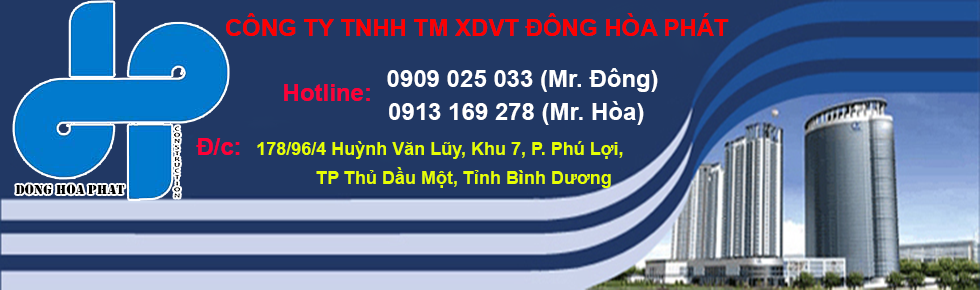 CÔNG TY TNHH TM XDVT ĐÔNG HÒA PHÁT
Hotline: 0909 025 033 (Mr. Đông)
0913 169 278 (Mr. Hòa)
Đ/c: 178/96/4 Huỳnh Văn Lũy, Khu 7, P. Phú Lợi,
TP Thủ Dầu Một, Tỉnh Bình Dương
DONG HOA PHAT
CONSTRUCTION